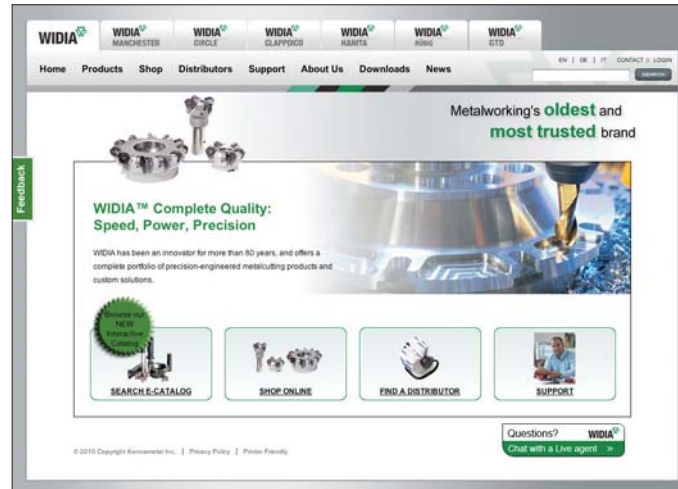 WIDIA
WIDIA MANCHESTER
WIDIA CIRCLE
WIDIA CLAPPDICO
WIDIA HANITA
WIDIA RÜBIG
WIDIA GTD
EN | DE | IT CONTACT // LOGIN
Home Products Shop Distributors Support About Us Downloads News
SEARCH
Metalworking's oldest and
most trusted brand
Feedback
WIDIA™ Complete Quality:
Speed, Power, Precision
WIDIA has been an innovator for more than 80 years, and offers a
complete portfolio of precision-engineered metalcutting products and
custom solutions.
Browse our
NEW
Interactive
Catalog
SEARCH E-CATALOG
SHOP ONLINE
FIND A DISTRIBUTOR
SUPPORT
Questions? WIDIA
Chat with a Live agent »
© 2010 Copyright Kennametal Inc. | Privacy Policy | Printer Friendly